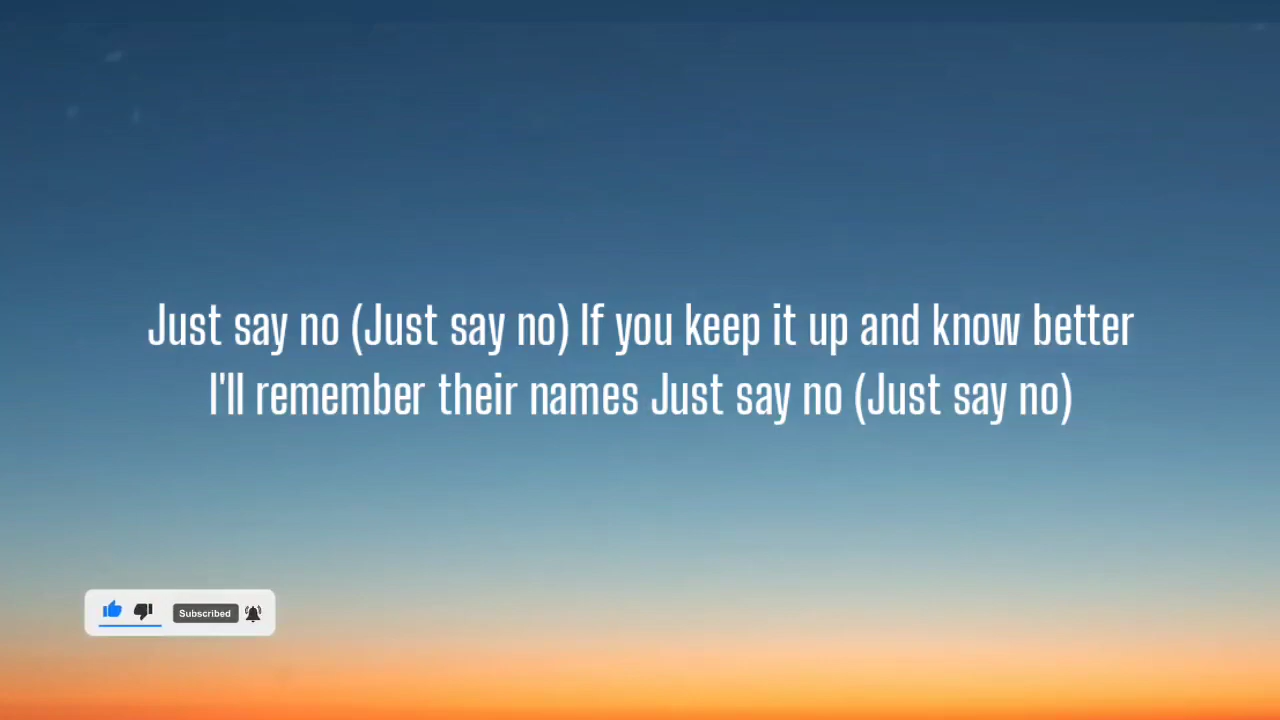 Just say no (Just say no) If you keep it up and know better
I'll remember their names Just say no (Just say no)
Subscribed